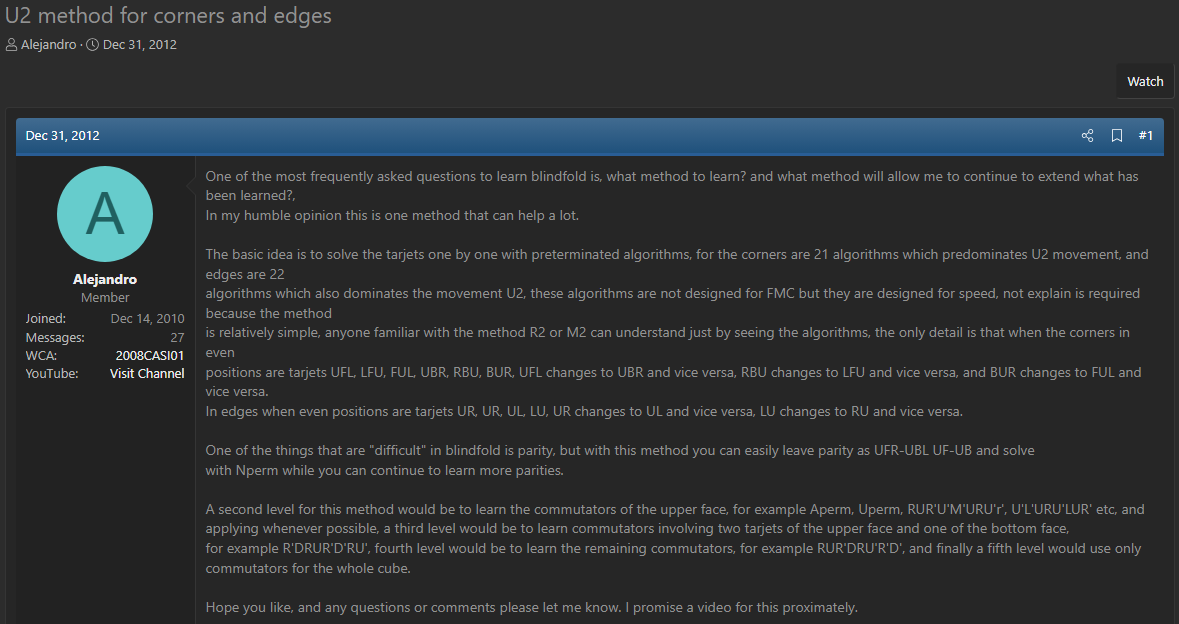 U2 method for corners and edges
Alejandro · Dec 31, 2012
Watch
Dec 31, 2012
#1
A
Alejandro
Member
Joined: Dec 14, 2010
Messages: 27
WCA: 2008CASI01
YouTube: Visit Channel
One of the most frequently asked questions to learn blindfold is, what method to learn? and what method will allow me to continue to extend what has
been learned?,
In my humble opinion this is one method that can help a lot.
The basic idea is to solve the tarjets one by one with preterminated algorithms, for the corners are 21 algorithms which predominates U2 movement, and
edges are 22
algorithms which also dominates the movement U2, these algorithms are not designed for FMC but they are designed for speed, not explain is required
because the method
is relatively simple, anyone familiar with the method R2 or M2 can understand just by seeing the algorithms, the only detail is that when the corners in
even
positions are tarjets UFL, LFU, FUL, UBR, RBU, BUR, UFL changes to UBR and vice versa, RBU changes to LFU and vice versa, and BUR changes to FUL and
vice versa.
In edges when even positions are tarjets UR, UR, UL, LU, UR changes to UL and vice versa, LU changes to RU and vice versa.
One of the things that are "difficult" in blindfold is parity, but with this method you can easily leave parity as UFR-UBL UF-UB and solve
with Nperm while you can continue to learn more parities.
A second level for this method would be to learn the commutators of the upper face, for example Aperm, Uperm, RUR'U'M'URU'r', U'L'URU'LUR' etc, and
applying whenever possible, a third level would be to learn commutators involving two tarjets of the upper face and one of the bottom face,
for example R'DRUR'D'RU', fourth level would be to learn the remaining commutators, for example RUR'DRU'R'D', and finally a fifth level would use only
commutators for the whole cube.
Hope you like, and any questions or comments please let me know. I promise a video for this proximately.